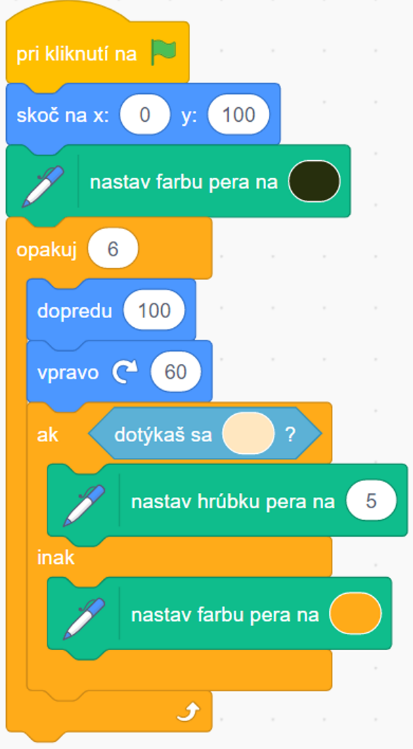 pri kliknutí na
skoč na x: 0 y: 100
nastav farbu pera na
opakuj 6
dopredu 100
vpravo 60
ak dotýkaš sa ?
nastav hrúbku pera na 5
inak
nastav farbu pera na